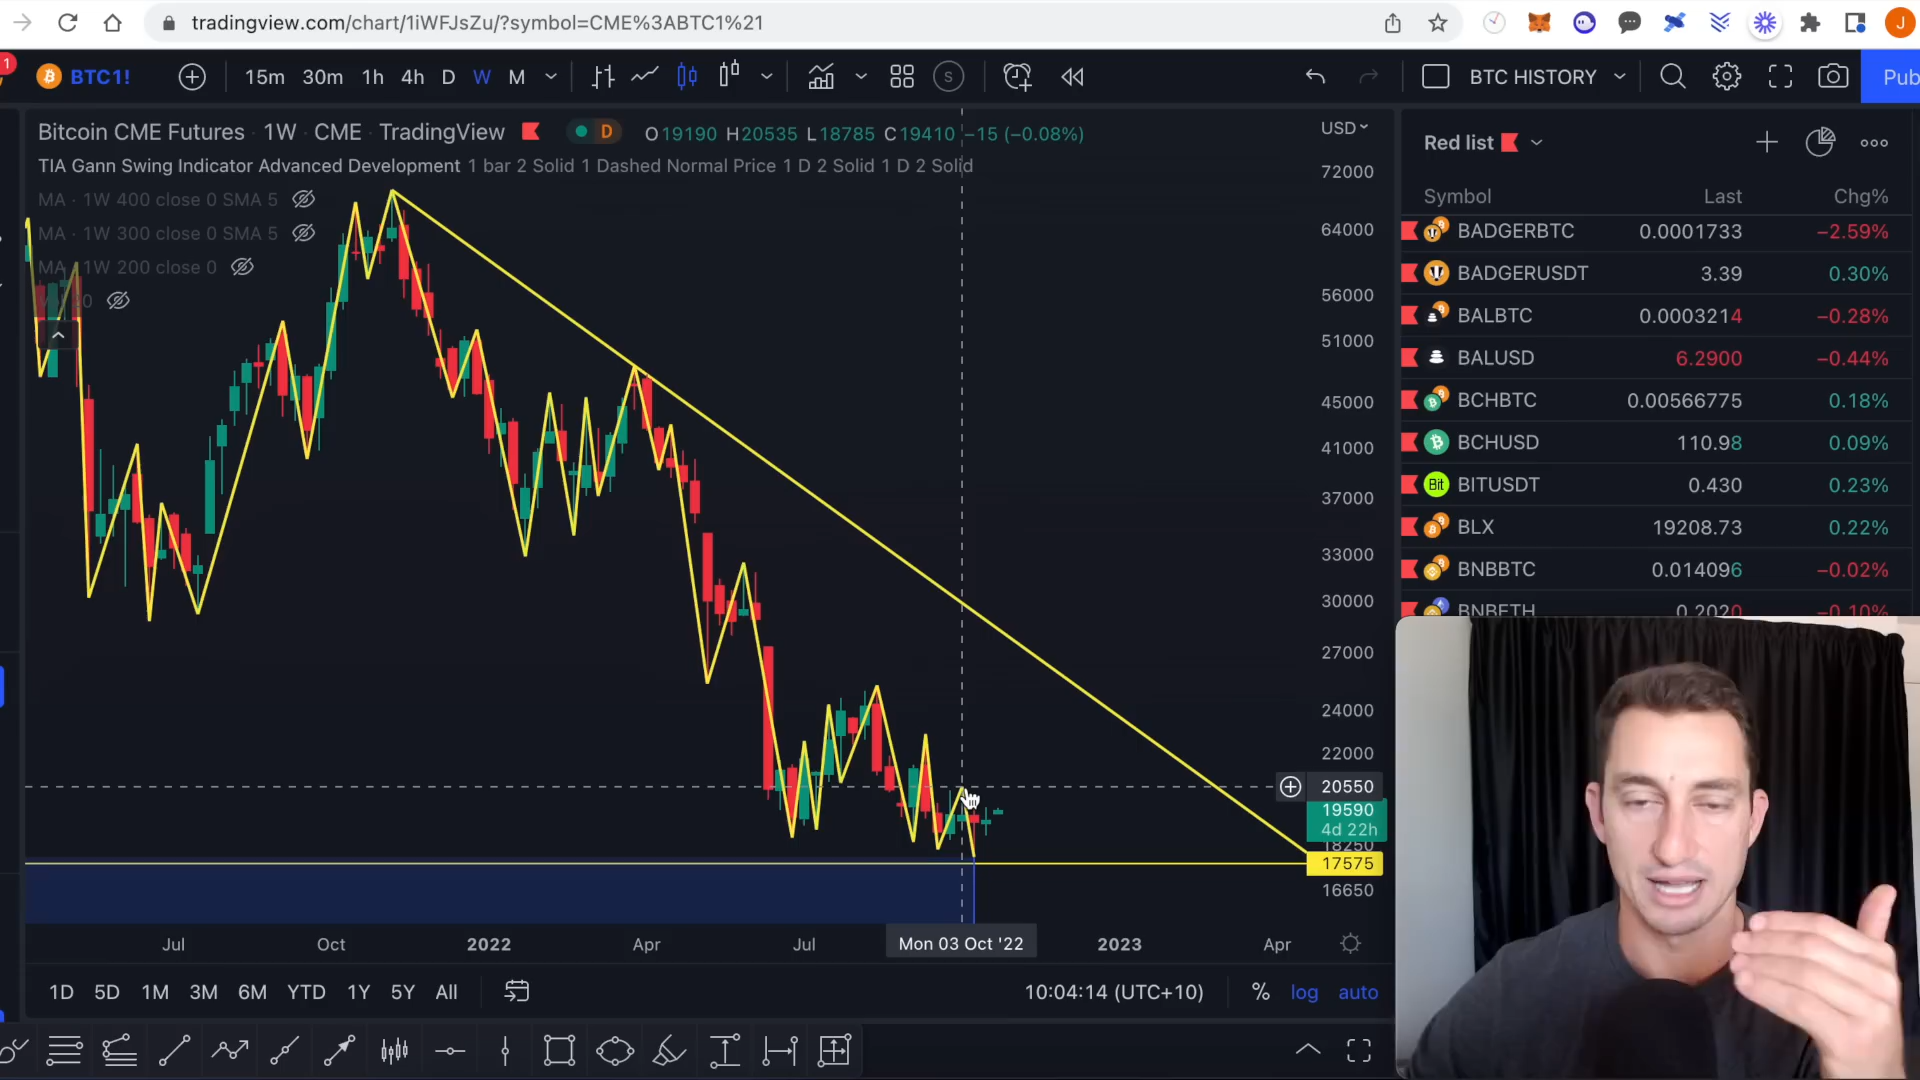 tradingview.com/chart/1iWFJsZu/?symbol=CME%3ABTC1%21
J
1
BTC1!
15m 30m 1h 4h D W M
S
BTC HISTORY
Pub
Bitcoin CME Futures · 1W · CME · TradingView
D
O19190 H20535 L18785 C19410 −15 (−0.08%)
USD
TIA Gann Swing Indicator Advanced Development 1 bar 2 Solid 1 Dashed Normal Price 1 D 2 Solid 1 D 2 Solid
MA · 1W 400 close 0 SMA 5
MA · 1W 300 close 0 SMA 5
MA · 1W 200 close 0
72000
64000
56000
51000
45000
41000
37000
33000
30000
27000
24000
22000
20550
19590
4d 22h
18250
17575
16650
Jul Oct 2022 Apr Jul Mon 03 Oct '22 2023 Apr
1D 5D 1M 3M 6M YTD 1Y 5Y All
10:04:14 (UTC+10) % log auto
Red list
Symbol Last Chg%
BADGERBTC 0.0001733 −2.59%
BADGERUSDT 3.39 0.30%
BALBTC 0.0003214 −0.28%
BALUSD 6.2900 −0.44%
BCHBTC 0.00566775 0.18%
BCHUSD 110.98 0.09%
Bit BITUSDT 0.430 0.23%
BLX 19208.73 0.22%
BNBBTC 0.014096 −0.02%
BNBETH 0.2020 −0.10%